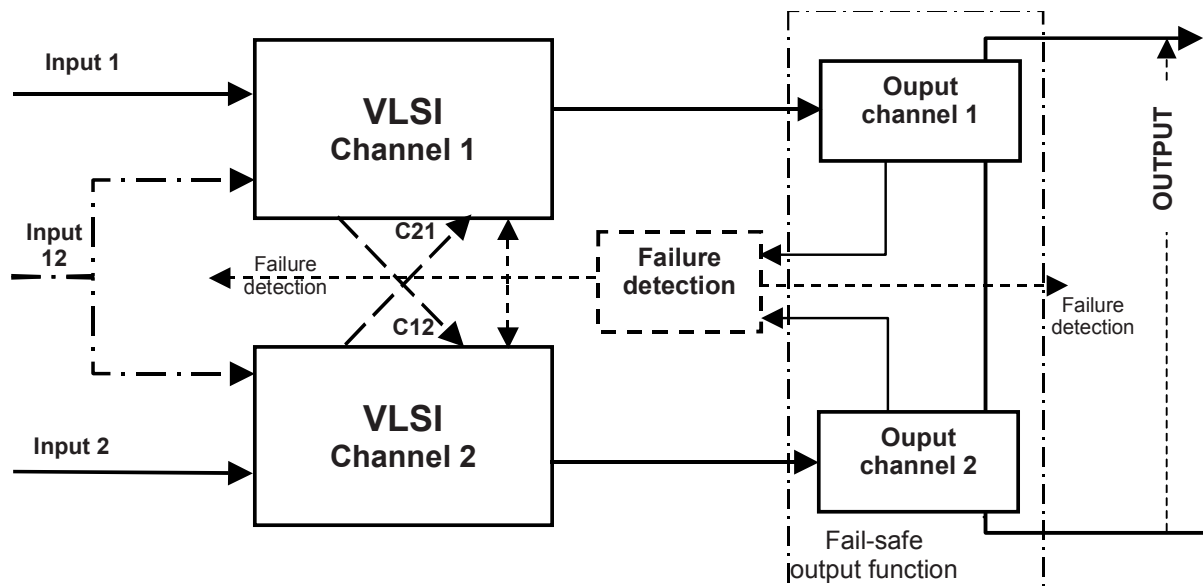 Input 1
VLSI
Channel 1
Ouput
channel 1
OUTPUT
Input
12
C21
Failure
detection
Failure
detection
Failure
detection
C12
Input 2
VLSI
Channel 2
Ouput
channel 2
Fail-safe
output function